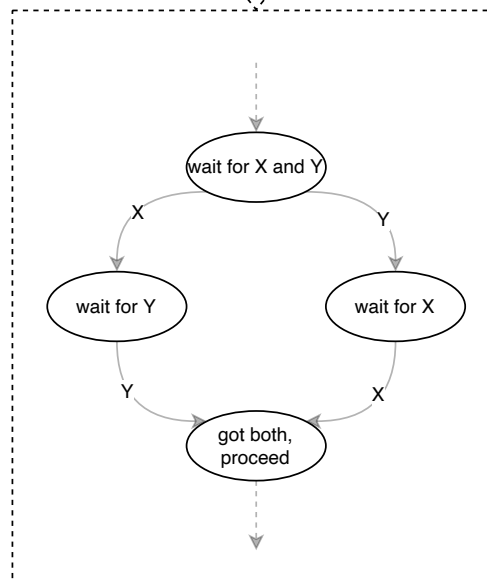 wait for X and Y
X
Y
wait for Y
wait for X
Y
X
got both,
proceed